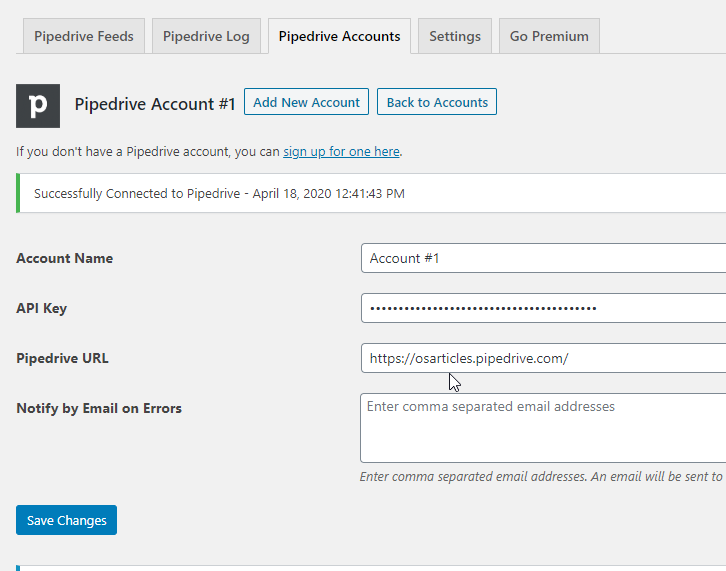 Pipedrive Feeds Pipedrive Log Pipedrive Accounts Settings Go Premium
p Pipedrive Account #1 Add New Account Back to Accounts
If you don't have a Pipedrive account, you can sign up for one here.
Successfully Connected to Pipedrive - April 18, 2020 12:41:43 PM
Account Name Account #1
API Key ••••••••••••••••••••••••••••••••••••••••
Pipedrive URL https://osarticles.pipedrive.com/
Notify by Email on Errors Enter comma separated email addresses
Enter comma separated email addresses. An email will be sent to
Save Changes